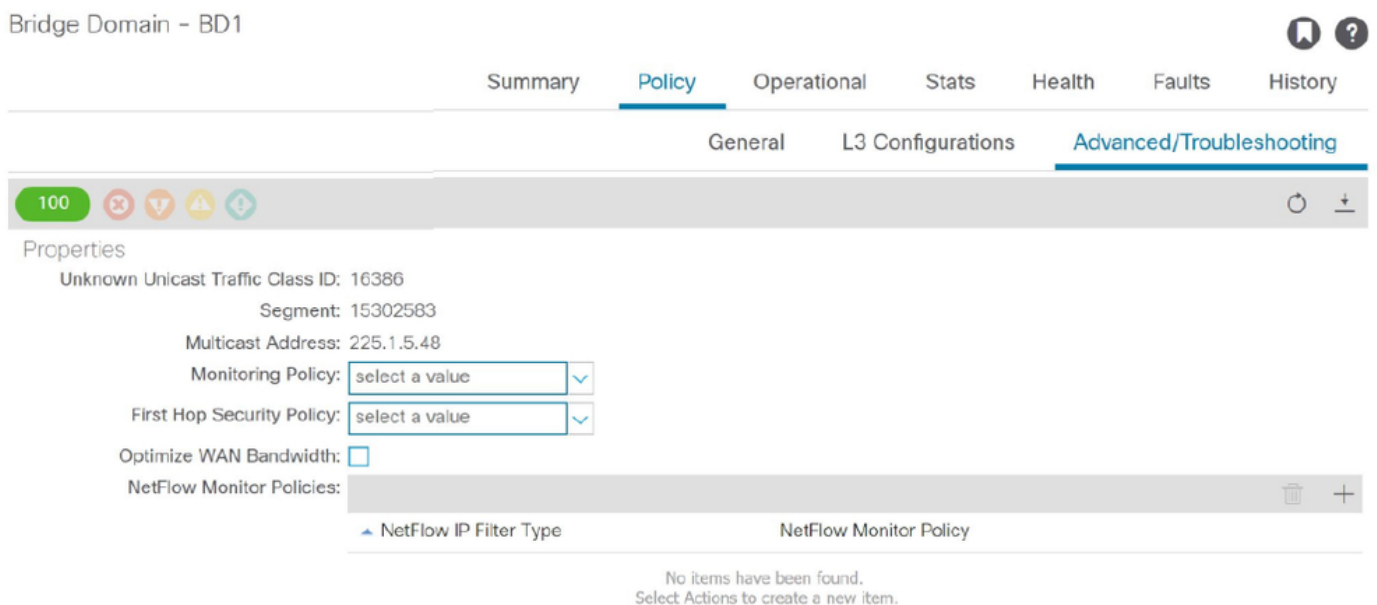 Bridge Domain - BD1
?
Summary Policy Operational Stats Health Faults History
General L3 Configurations Advanced/Troubleshooting
100
Properties
Unknown Unicast Traffic Class ID: 16386
Segment: 15302583
Multicast Address: 225.1.5.48
Monitoring Policy: select a value
First Hop Security Policy: select a value
Optimize WAN Bandwidth:
NetFlow Monitor Policies:
NetFlow IP Filter Type NetFlow Monitor Policy
No items have been found.
Select Actions to create a new item.